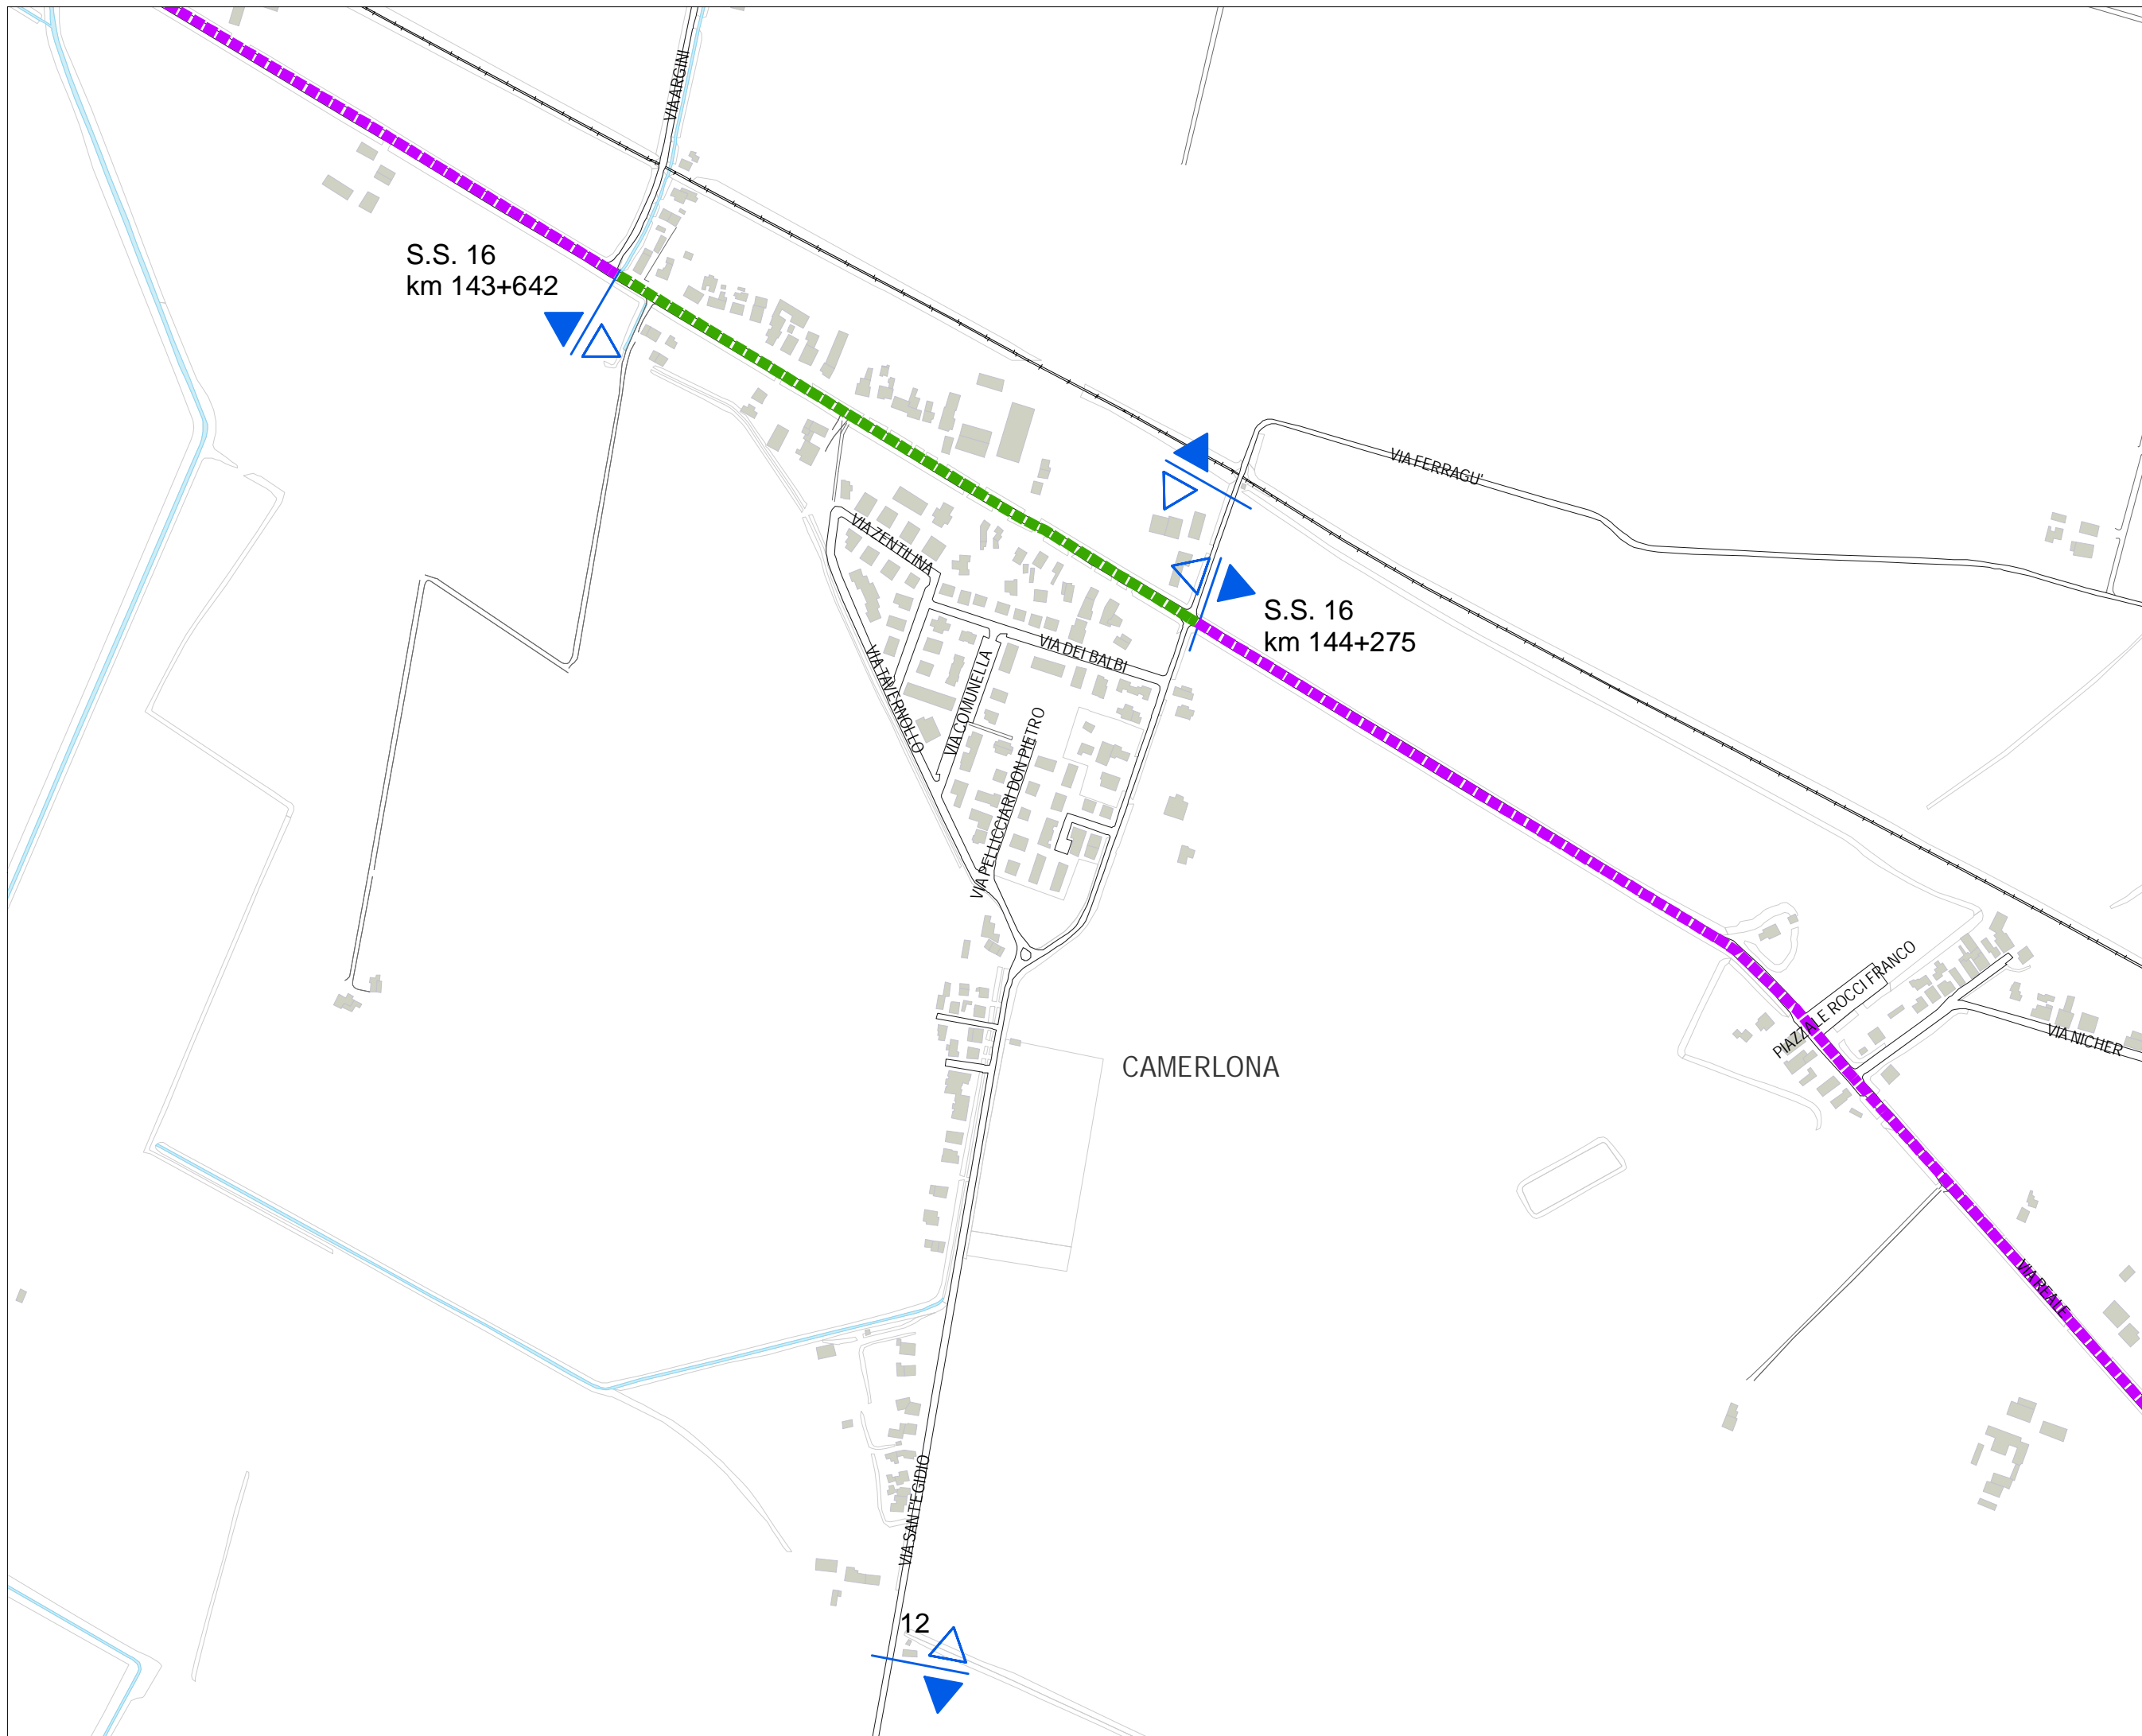 VIA ARGINI
S.S. 16
km 143+642
VIA FERRAGU'
VIA ZENTILINA
S.S. 16
km 144+275
VIA DEI BALBI
VIA TAVERNOLLO
VIA COMUNELLA
VIA PELLICCIARI DON PIETRO
PIAZZALE ROCCI FRANCO
VIA NICHER
CAMERLONA
VIA REALE
VIA SANT'EGIDIO
12